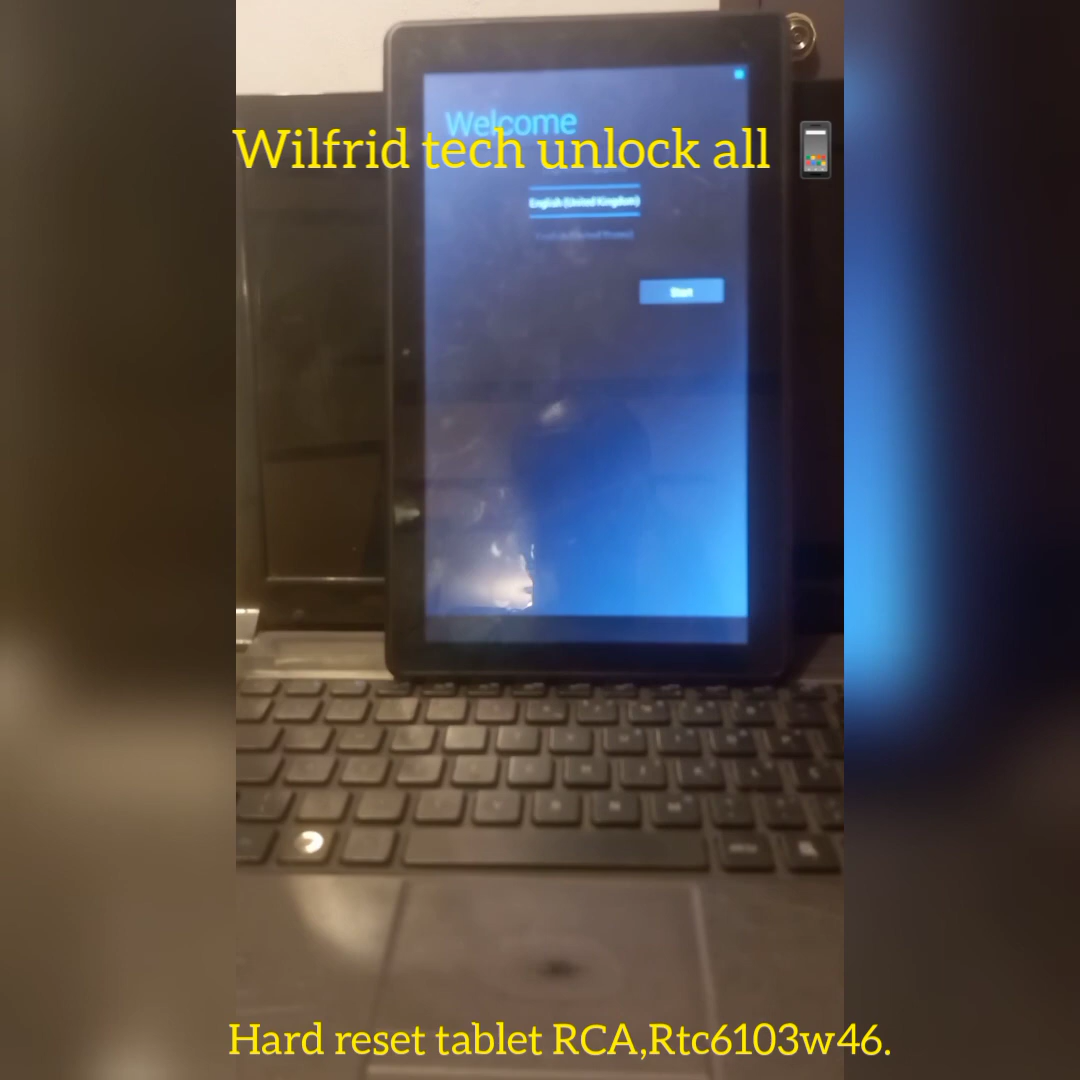 Welcome
Wilfrid tech unlock all
English (United Kingdom)
Start
Hard reset tablet RCA,Rtc6103w46.